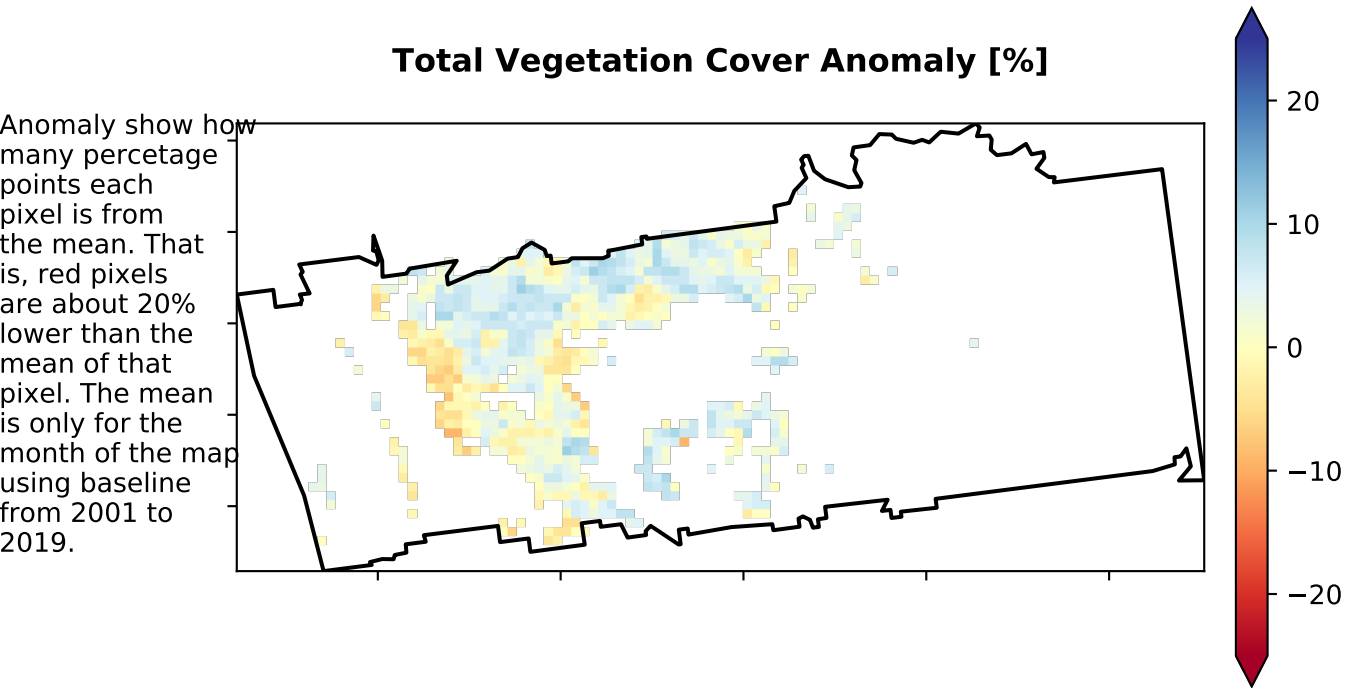 Total Vegetation Cover Anomaly [%]
Anomaly show how
many percetage
points each
pixel is from
the mean. That
is, red pixels
are about 20%
lower than the
mean of that
pixel. The mean
is only for the
month of the map
using baseline
from 2001 to
2019.
20
10
0
−10
−20